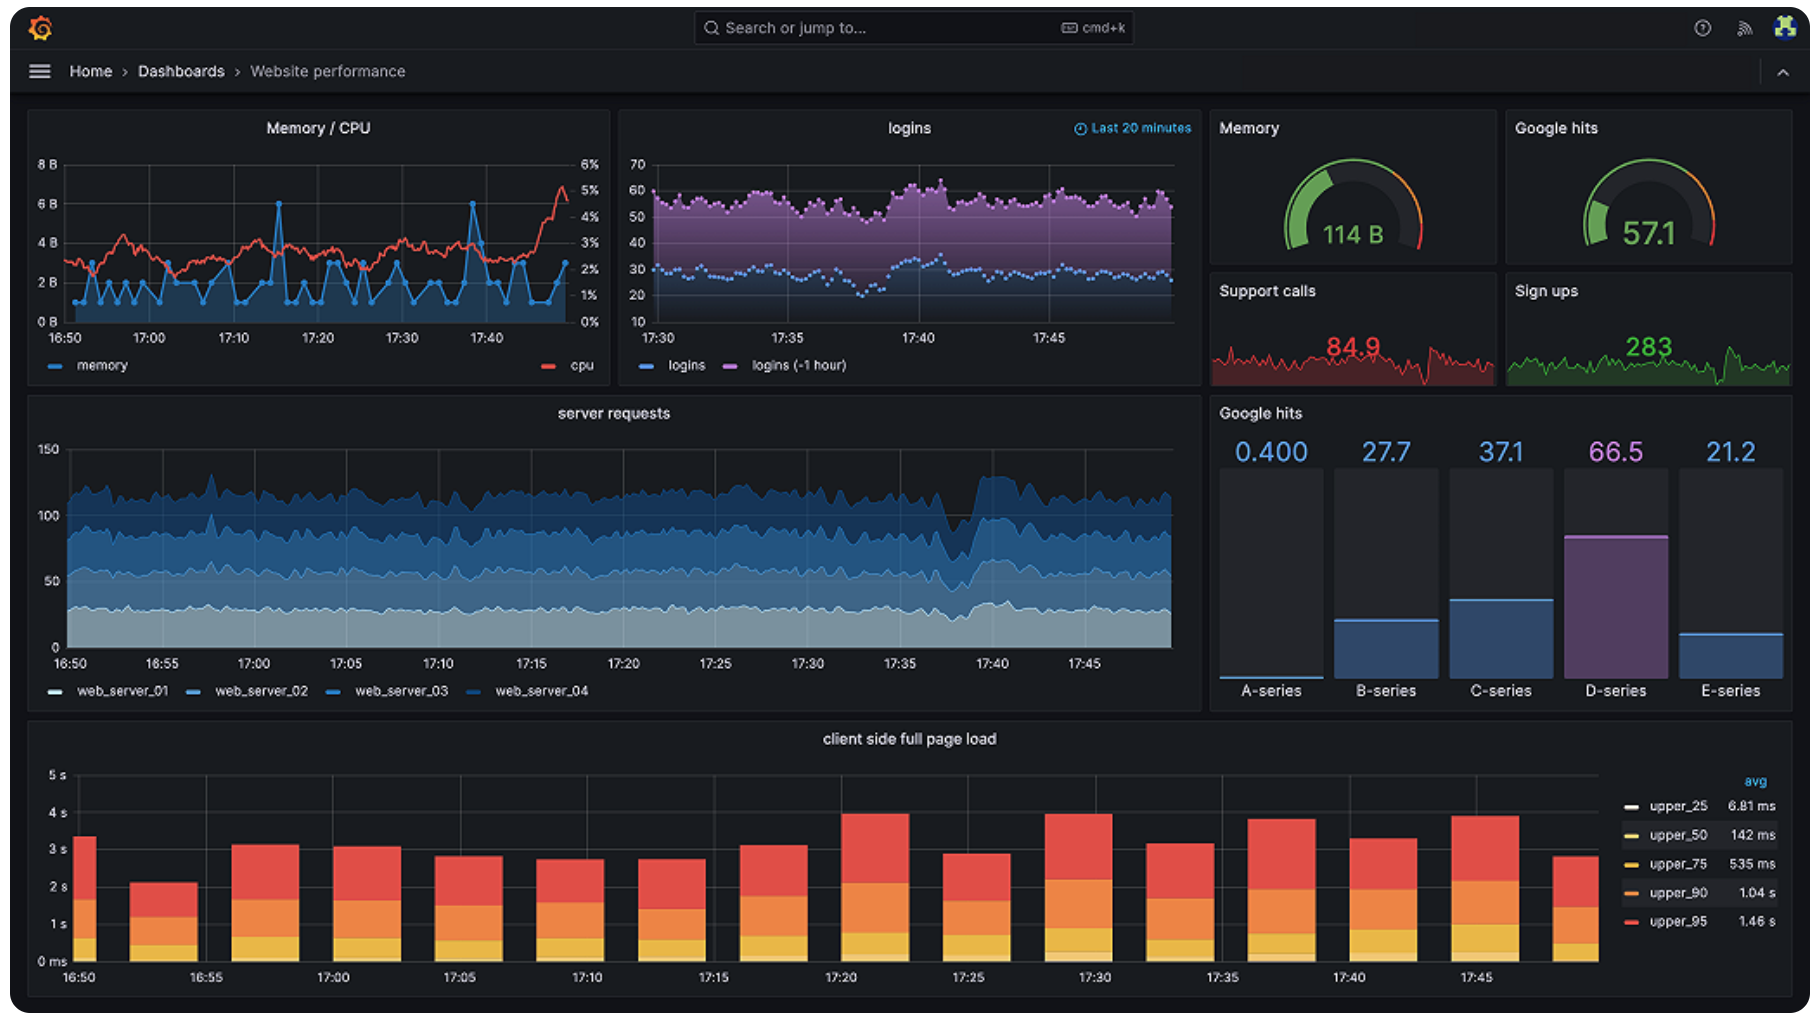 Search or jump to... cmd+k
Home › Dashboards › Website performance
Memory / CPU
8 B
6 B
4 B
2 B
0 B
6%
5%
4%
3%
2%
1%
0%
16:50 17:00 17:10 17:20 17:30 17:40
memory cpu
logins Last 20 minutes
70
60
50
40
30
20
10
17:30 17:35 17:40 17:45
logins logins (-1 hour)
Memory
114 B
Google hits
57.1
Support calls
84.9
Sign ups
283
server requests
150
100
50
0
16:50 16:55 17:00 17:05 17:10 17:15 17:20 17:25 17:30 17:35 17:40 17:45
web_server_01 web_server_02 web_server_03 web_server_04
Google hits
0.400 27.7 37.1 66.5 21.2
A-series B-series C-series D-series E-series
client side full page load
5 s
4 s
3 s
2 s
1 s
0 ms
16:50 16:55 17:00 17:05 17:10 17:15 17:20 17:25 17:30 17:35 17:40 17:45
avg
upper_25 6.81 ms
upper_50 142 ms
upper_75 535 ms
upper_90 1.04 s
upper_95 1.46 s